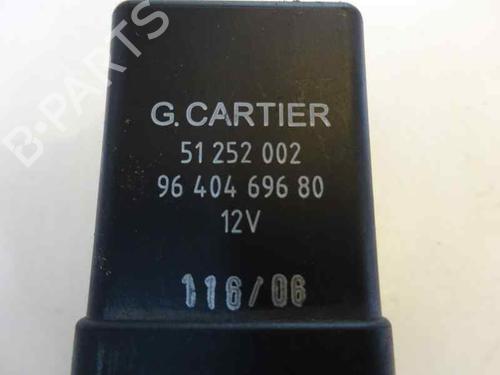 B-PARTS
G.CARTIER
51 252 002
96 404 696 80
12V
116/06